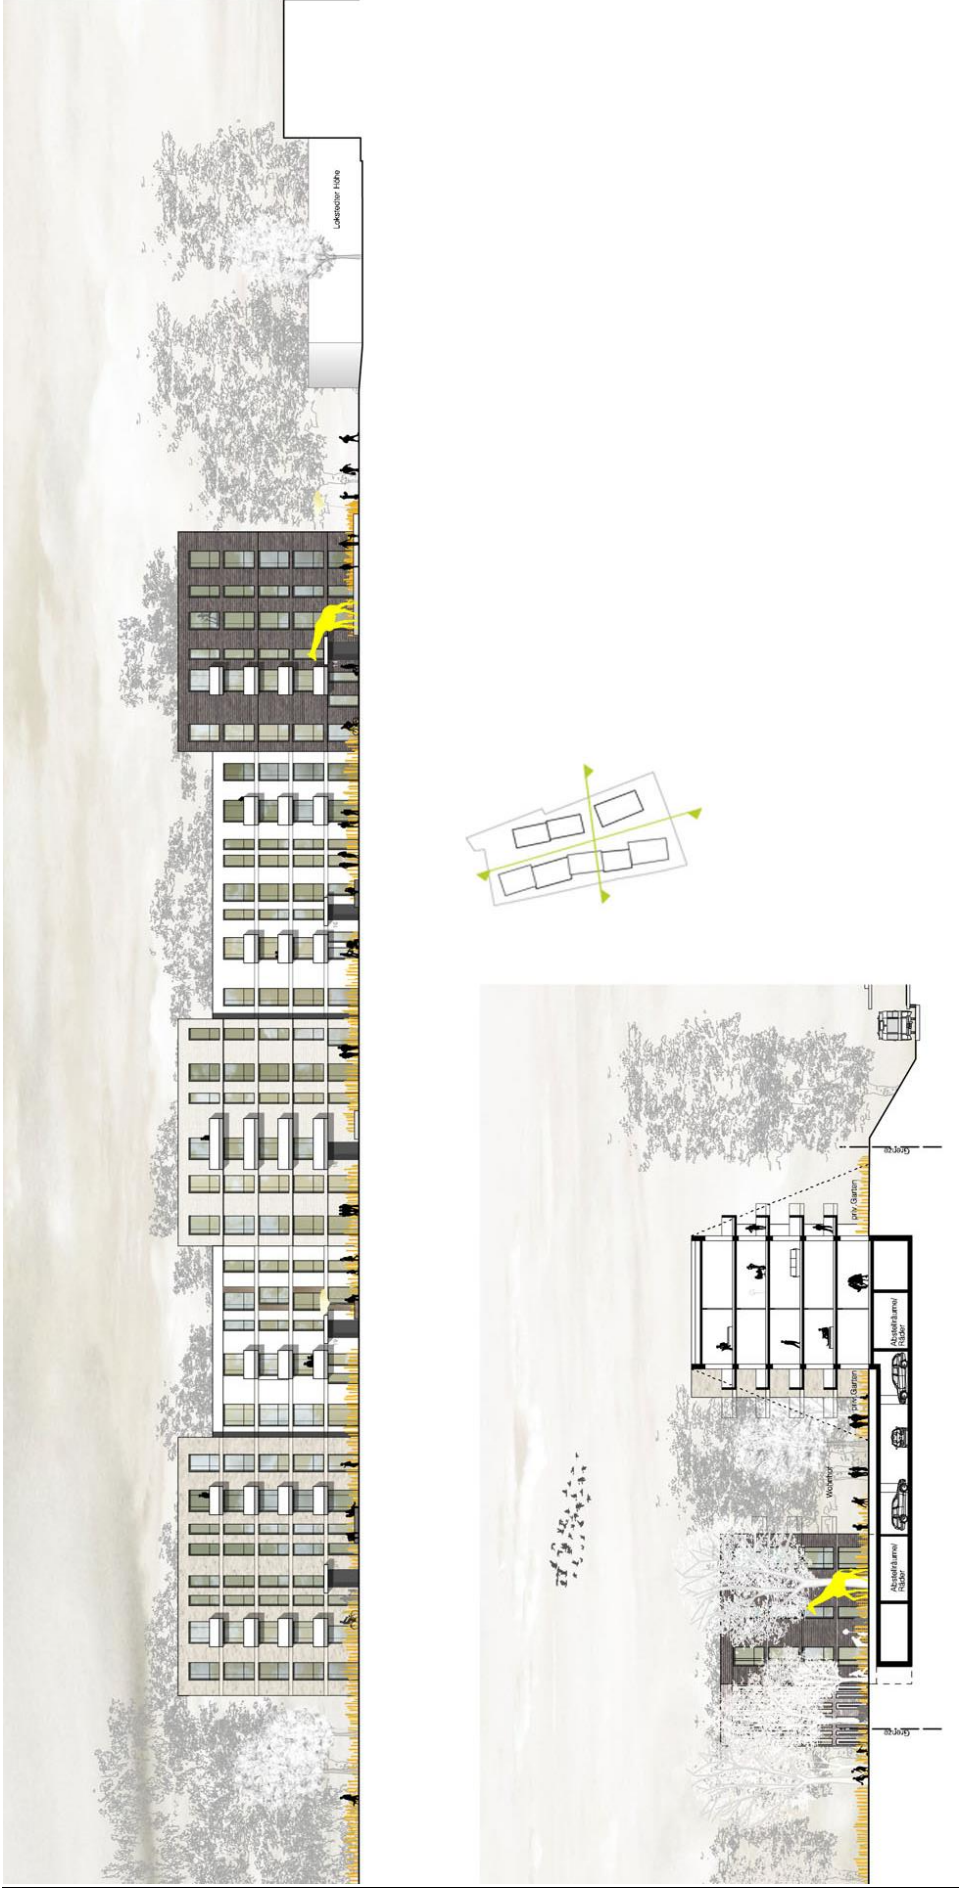 Lokstedter Höhe
Grenze
priv.Garten
Abstellräume/
Räder
priv.Garten
Wohnhof
Abstellräume/
Räder
Grenze